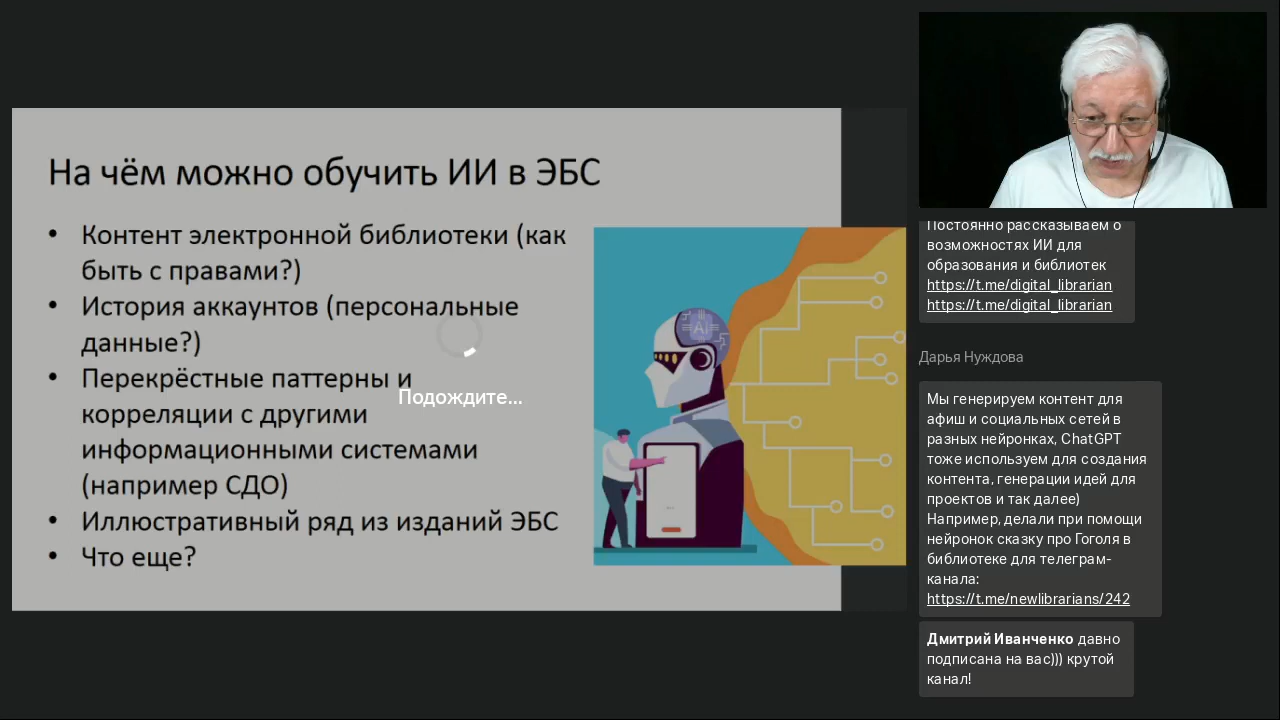 На чём можно обучить ИИ в ЭБС
• Контент электронной библиотеки (как
быть с правами?)
• История аккаунтов (персональные
данные?)
• Перекрёстные паттерны и
корреляции с другими
информационными системами
(например СДО)
• Иллюстративный ряд из изданий ЭБС
• Что еще?
Подождите...
AI
Постоянно рассказываем о
возможностях ИИ для
образования и библиотек
https://t.me/digital_librarian
https://t.me/digital_librarian
Дарья Нуждова
Мы генерируем контент для
афиш и социальных сетей в
разных нейронках, ChatGPT
тоже используем для создания
контента, генерации идей для
проектов и так далее)
Например, делали при помощи
нейронок сказку про Гоголя в
библиотеке для телеграм-
канала:
https://t.me/newlibrarians/242
Дмитрий Иванченко давно
подписана на вас))) крутой
канал!